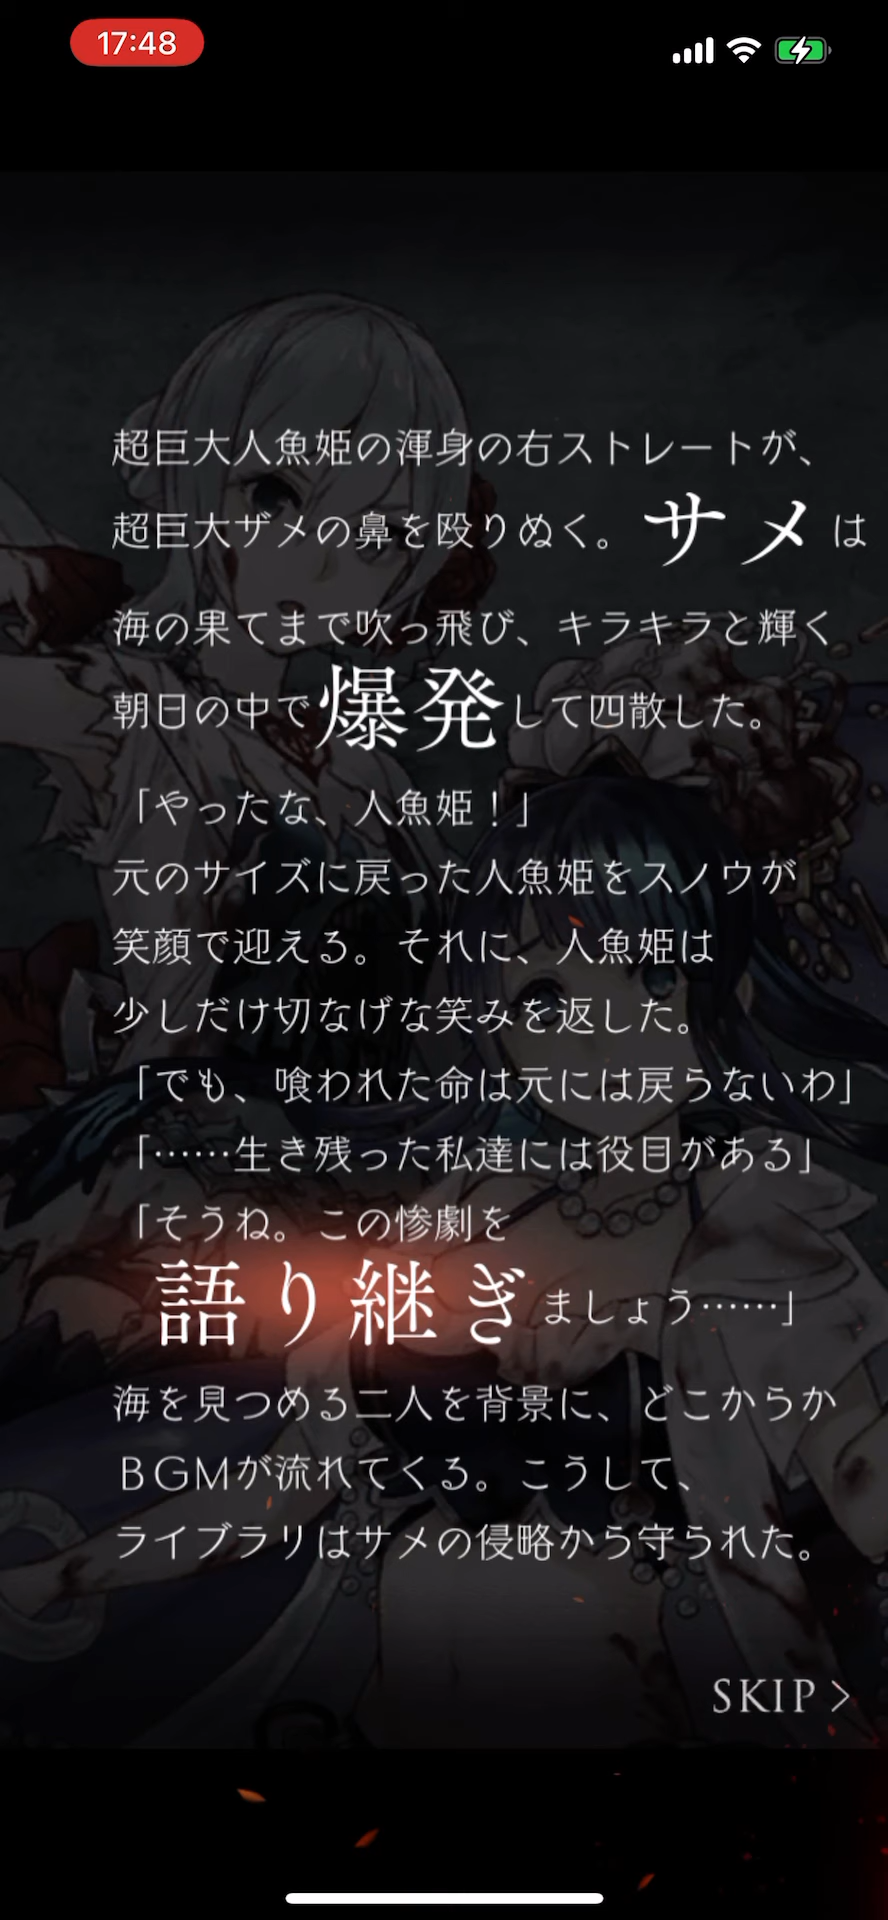 17:48
超巨大人魚姫の渾身の右ストレートが、
超巨大ザメの鼻を殴りぬく。サメは
海の果てまで吹っ飛び、キラキラと輝く
朝日の中で爆発して四散した。
「やったな、人魚姫！」
元のサイズに戻った人魚姫をスノウが
笑顔で迎える。それに、人魚姫は
少しだけ切なげな笑みを返した。
「でも、喰われた命は元には戻らないわ」
「……生き残った私達には役目がある」
「そうね。この惨劇を
語り継ぎましょう……」
海を見つめる二人を背景に、どこからか
BGMが流れてくる。こうして、
ライブラリはサメの侵略から守られた。
SKIP >